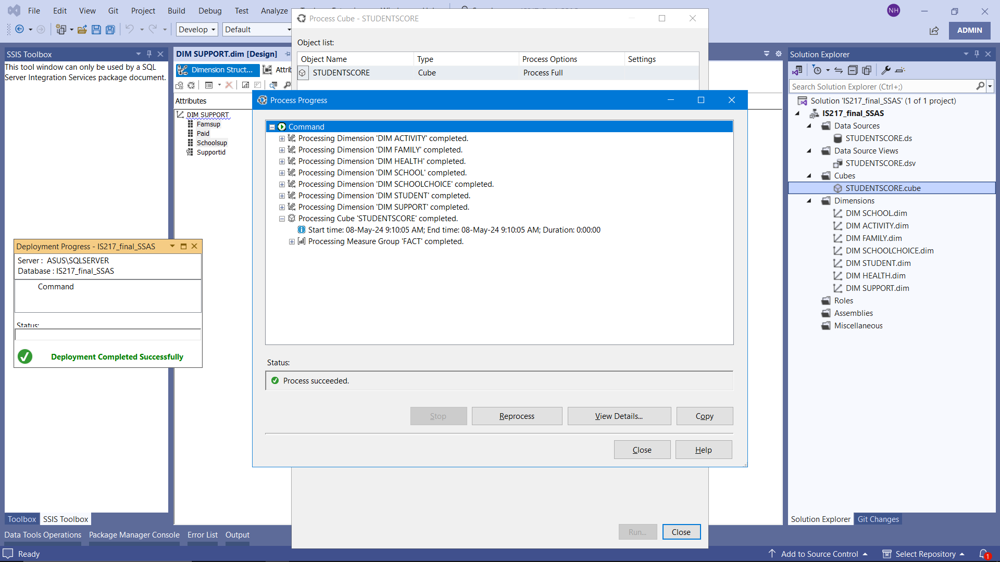 File Edit View Git Project Build Debug Test Analyze
NH
Develop Default
ADMIN
SSIS Toolbox
This tool window can only be used by a SQL
Server Integration Services package document.
DIM SUPPORT.dim [Design]
Dimension Struct...
Attrib
Attributes
DIM SUPPORT
Famsup
Paid
Schoolsup
Supportid
Process Cube - STUDENTSCORE
Object list:
Object Name Type Process Options Settings
STUDENTSCORE Cube Process Full
Process Progress
Command
Processing Dimension 'DIM ACTIVITY' completed.
Processing Dimension 'DIM FAMILY' completed.
Processing Dimension 'DIM HEALTH' completed.
Processing Dimension 'DIM SCHOOL' completed.
Processing Dimension 'DIM SCHOOLCHOICE' completed.
Processing Dimension 'DIM STUDENT' completed.
Processing Dimension 'DIM SUPPORT' completed.
Processing Cube 'STUDENTSCORE' completed.
Start time: 08-May-24 9:10:05 AM; End time: 08-May-24 9:10:05 AM; Duration: 0:00:00
Processing Measure Group 'FACT' completed.
Status:
Process succeeded.
Stop Reprocess View Details... Copy
Close Help
Run... Close
Deployment Progress - IS217_final_SSAS
Server : ASUS\SQLSERVER
Database : IS217_final_SSAS
Command
Status:
Deployment Completed Successfully
Solution Explorer
Search Solution Explorer (Ctrl+;)
Solution 'IS217_final_SSAS' (1 of 1 project)
IS217_final_SSAS
Data Sources
STUDENTSCORE.ds
Data Source Views
STUDENTSCORE.dsv
Cubes
STUDENTSCORE.cube
Dimensions
DIM SCHOOL.dim
DIM ACTIVITY.dim
DIM FAMILY.dim
DIM SCHOOLCHOICE.dim
DIM STUDENT.dim
DIM HEALTH.dim
DIM SUPPORT.dim
Roles
Assemblies
Miscellaneous
Solution Explorer Git Changes
Toolbox SSIS Toolbox
Data Tools Operations Package Manager Console Error List Output
Ready
Add to Source Control Select Repository 1